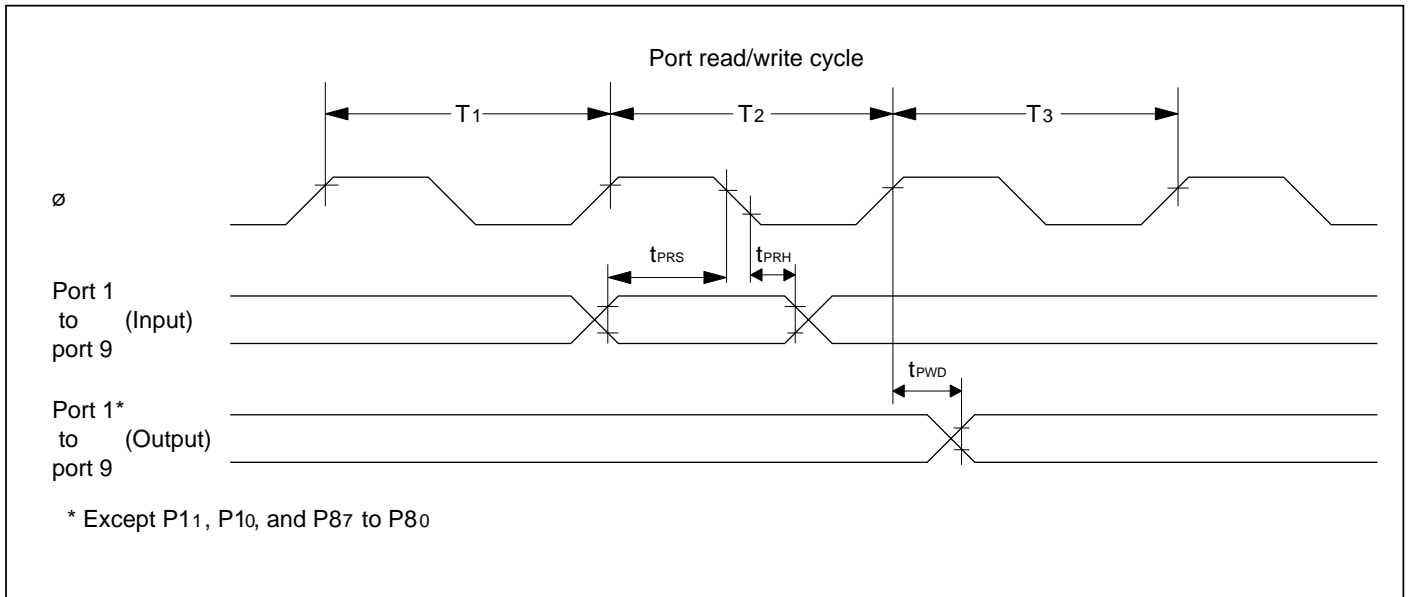 Port read/write cycle
T1 T2 T3
ø
tPRS tPRH
Port 1
to (Input)
port 9
tPWD
Port 1*
to (Output)
port 9
* Except P11, P10, and P87 to P80